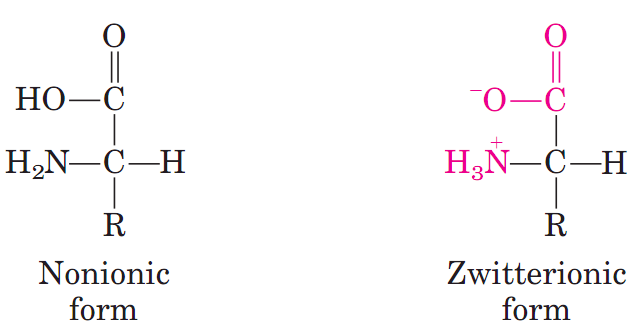 O O
HO—C ⁻O—C
H₂N—C—H H₃N⁺—C—H
R R
Nonionic Zwitterionic
form form